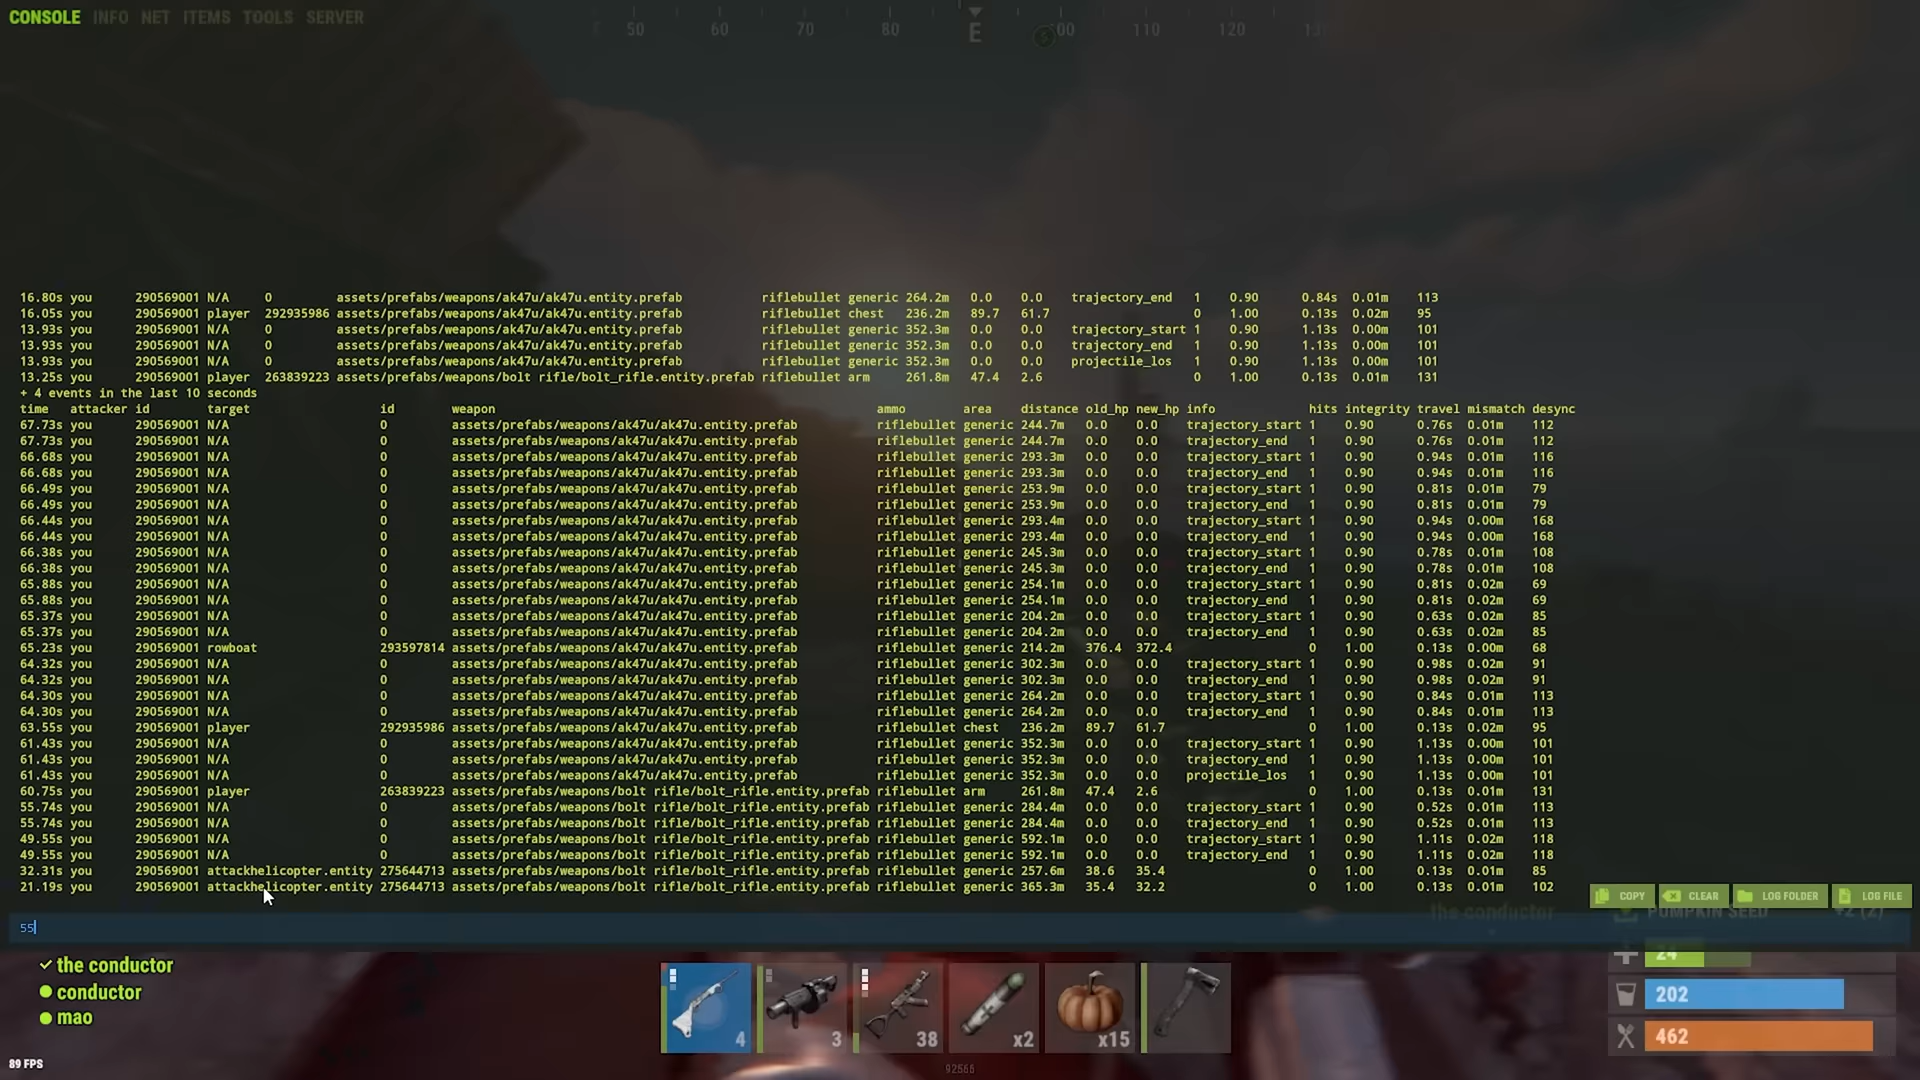 CONSOLE INFO NET ITEMS TOOLS SERVER
50 60 70 80 E 100 110 120
16.80s you 290569001 N/A 0 assets/prefabs/weapons/ak47u/ak47u.entity.prefab riflebullet generic 264.2m 0.0 0.0 trajectory_end 1 0.90 0.84s 0.01m 113
16.05s you 290569001 player 292935986 assets/prefabs/weapons/ak47u/ak47u.entity.prefab riflebullet chest 236.2m 89.7 61.7 0 1.00 0.13s 0.02m 95
13.93s you 290569001 N/A 0 assets/prefabs/weapons/ak47u/ak47u.entity.prefab riflebullet generic 352.3m 0.0 0.0 trajectory_start 1 0.90 1.13s 0.00m 101
13.93s you 290569001 N/A 0 assets/prefabs/weapons/ak47u/ak47u.entity.prefab riflebullet generic 352.3m 0.0 0.0 trajectory_end 1 0.90 1.13s 0.00m 101
13.93s you 290569001 N/A 0 assets/prefabs/weapons/ak47u/ak47u.entity.prefab riflebullet generic 352.3m 0.0 0.0 projectile_los 1 0.90 1.13s 0.00m 101
13.25s you 290569001 player 263839223 assets/prefabs/weapons/bolt rifle/bolt_rifle.entity.prefab riflebullet arm 261.8m 47.4 2.6 0 1.00 0.13s 0.01m 131
+ 4 events in the last 10 seconds
time attacker id target id weapon ammo area distance old_hp new_hp info hits integrity travel mismatch desync
67.73s you 290569001 N/A 0 assets/prefabs/weapons/ak47u/ak47u.entity.prefab riflebullet generic 244.7m 0.0 0.0 trajectory_start 1 0.90 0.76s 0.01m 112
67.73s you 290569001 N/A 0 assets/prefabs/weapons/ak47u/ak47u.entity.prefab riflebullet generic 244.7m 0.0 0.0 trajectory_end 1 0.90 0.76s 0.01m 112
66.68s you 290569001 N/A 0 assets/prefabs/weapons/ak47u/ak47u.entity.prefab riflebullet generic 293.3m 0.0 0.0 trajectory_start 1 0.90 0.94s 0.01m 116
66.68s you 290569001 N/A 0 assets/prefabs/weapons/ak47u/ak47u.entity.prefab riflebullet generic 293.3m 0.0 0.0 trajectory_end 1 0.90 0.94s 0.01m 116
66.49s you 290569001 N/A 0 assets/prefabs/weapons/ak47u/ak47u.entity.prefab riflebullet generic 253.9m 0.0 0.0 trajectory_start 1 0.90 0.81s 0.01m 79
66.49s you 290569001 N/A 0 assets/prefabs/weapons/ak47u/ak47u.entity.prefab riflebullet generic 253.9m 0.0 0.0 trajectory_end 1 0.90 0.81s 0.01m 79
66.44s you 290569001 N/A 0 assets/prefabs/weapons/ak47u/ak47u.entity.prefab riflebullet generic 293.4m 0.0 0.0 trajectory_start 1 0.90 0.94s 0.00m 168
66.44s you 290569001 N/A 0 assets/prefabs/weapons/ak47u/ak47u.entity.prefab riflebullet generic 293.4m 0.0 0.0 trajectory_end 1 0.90 0.94s 0.00m 168
66.38s you 290569001 N/A 0 assets/prefabs/weapons/ak47u/ak47u.entity.prefab riflebullet generic 245.3m 0.0 0.0 trajectory_start 1 0.90 0.78s 0.01m 108
66.38s you 290569001 N/A 0 assets/prefabs/weapons/ak47u/ak47u.entity.prefab riflebullet generic 245.3m 0.0 0.0 trajectory_end 1 0.90 0.78s 0.01m 108
65.88s you 290569001 N/A 0 assets/prefabs/weapons/ak47u/ak47u.entity.prefab riflebullet generic 254.1m 0.0 0.0 trajectory_start 1 0.90 0.81s 0.02m 69
65.88s you 290569001 N/A 0 assets/prefabs/weapons/ak47u/ak47u.entity.prefab riflebullet generic 254.1m 0.0 0.0 trajectory_end 1 0.90 0.81s 0.02m 69
65.37s you 290569001 N/A 0 assets/prefabs/weapons/ak47u/ak47u.entity.prefab riflebullet generic 204.2m 0.0 0.0 trajectory_start 1 0.90 0.63s 0.02m 85
65.37s you 290569001 N/A 0 assets/prefabs/weapons/ak47u/ak47u.entity.prefab riflebullet generic 204.2m 0.0 0.0 trajectory_end 1 0.90 0.63s 0.02m 85
65.23s you 290569001 rowboat 293597814 assets/prefabs/weapons/ak47u/ak47u.entity.prefab riflebullet generic 214.2m 376.4 372.4 0 1.00 0.13s 0.00m 68
64.32s you 290569001 N/A 0 assets/prefabs/weapons/ak47u/ak47u.entity.prefab riflebullet generic 302.3m 0.0 0.0 trajectory_start 1 0.90 0.98s 0.02m 91
64.32s you 290569001 N/A 0 assets/prefabs/weapons/ak47u/ak47u.entity.prefab riflebullet generic 302.3m 0.0 0.0 trajectory_end 1 0.90 0.98s 0.02m 91
64.30s you 290569001 N/A 0 assets/prefabs/weapons/ak47u/ak47u.entity.prefab riflebullet generic 264.2m 0.0 0.0 trajectory_start 1 0.90 0.84s 0.01m 113
64.30s you 290569001 N/A 0 assets/prefabs/weapons/ak47u/ak47u.entity.prefab riflebullet generic 264.2m 0.0 0.0 trajectory_end 1 0.90 0.84s 0.01m 113
63.55s you 290569001 player 292935986 assets/prefabs/weapons/ak47u/ak47u.entity.prefab riflebullet chest 236.2m 89.7 61.7 0 1.00 0.13s 0.02m 95
61.43s you 290569001 N/A 0 assets/prefabs/weapons/ak47u/ak47u.entity.prefab riflebullet generic 352.3m 0.0 0.0 trajectory_start 1 0.90 1.13s 0.00m 101
61.43s you 290569001 N/A 0 assets/prefabs/weapons/ak47u/ak47u.entity.prefab riflebullet generic 352.3m 0.0 0.0 trajectory_end 1 0.90 1.13s 0.00m 101
61.43s you 290569001 N/A 0 assets/prefabs/weapons/ak47u/ak47u.entity.prefab riflebullet generic 352.3m 0.0 0.0 projectile_los 1 0.90 1.13s 0.00m 101
60.75s you 290569001 player 263839223 assets/prefabs/weapons/bolt rifle/bolt_rifle.entity.prefab riflebullet arm 261.8m 47.4 2.6 0 1.00 0.13s 0.01m 131
55.74s you 290569001 N/A 0 assets/prefabs/weapons/bolt rifle/bolt_rifle.entity.prefab riflebullet generic 284.4m 0.0 0.0 trajectory_start 1 0.90 0.52s 0.01m 113
55.74s you 290569001 N/A 0 assets/prefabs/weapons/bolt rifle/bolt_rifle.entity.prefab riflebullet generic 284.4m 0.0 0.0 trajectory_end 1 0.90 0.52s 0.01m 113
49.55s you 290569001 N/A 0 assets/prefabs/weapons/bolt rifle/bolt_rifle.entity.prefab riflebullet generic 592.1m 0.0 0.0 trajectory_start 1 0.90 1.11s 0.02m 118
49.55s you 290569001 N/A 0 assets/prefabs/weapons/bolt rifle/bolt_rifle.entity.prefab riflebullet generic 592.1m 0.0 0.0 trajectory_end 1 0.90 1.11s 0.02m 118
32.31s you 290569001 attackhelicopter.entity 275644713 assets/prefabs/weapons/bolt rifle/bolt_rifle.entity.prefab riflebullet generic 257.6m 38.6 35.4 0 1.00 0.13s 0.01m 85
21.19s you 290569001 attackhelicopter.entity 275644713 assets/prefabs/weapons/bolt rifle/bolt_rifle.entity.prefab riflebullet generic 365.3m 35.4 32.2 0 1.00 0.13s 0.01m 102
COPY CLEAR LOG FOLDER LOG FILE
the conductor PUMPKIN SEED +2 (2)
55
24
the conductor
conductor
mao
202
462
4 3 38 x2 x15
89 FPS
92565